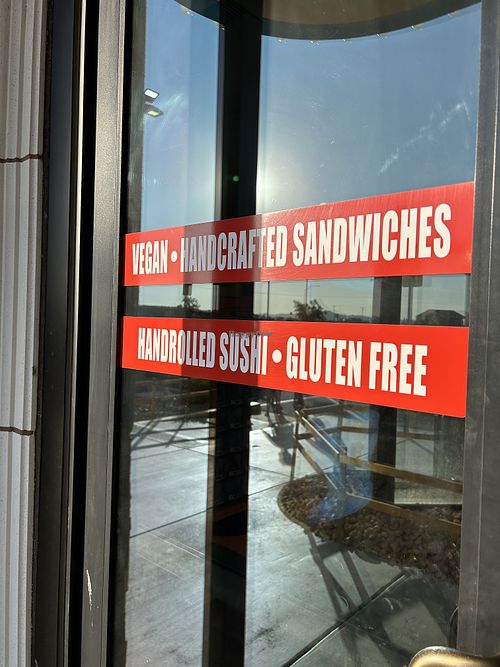 VEGAN • HANDCRAFTED SANDWICHES
HANDROLLED SUSHI • GLUTEN FREE